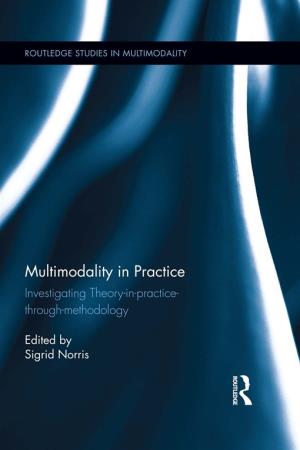 ROUTLEDGE STUDIES IN MULTIMODALITY
Multimodality in Practice
Investigating Theory-in-practice-
through-methodology
Edited by
Sigrid Norris
ROUTLEDGE